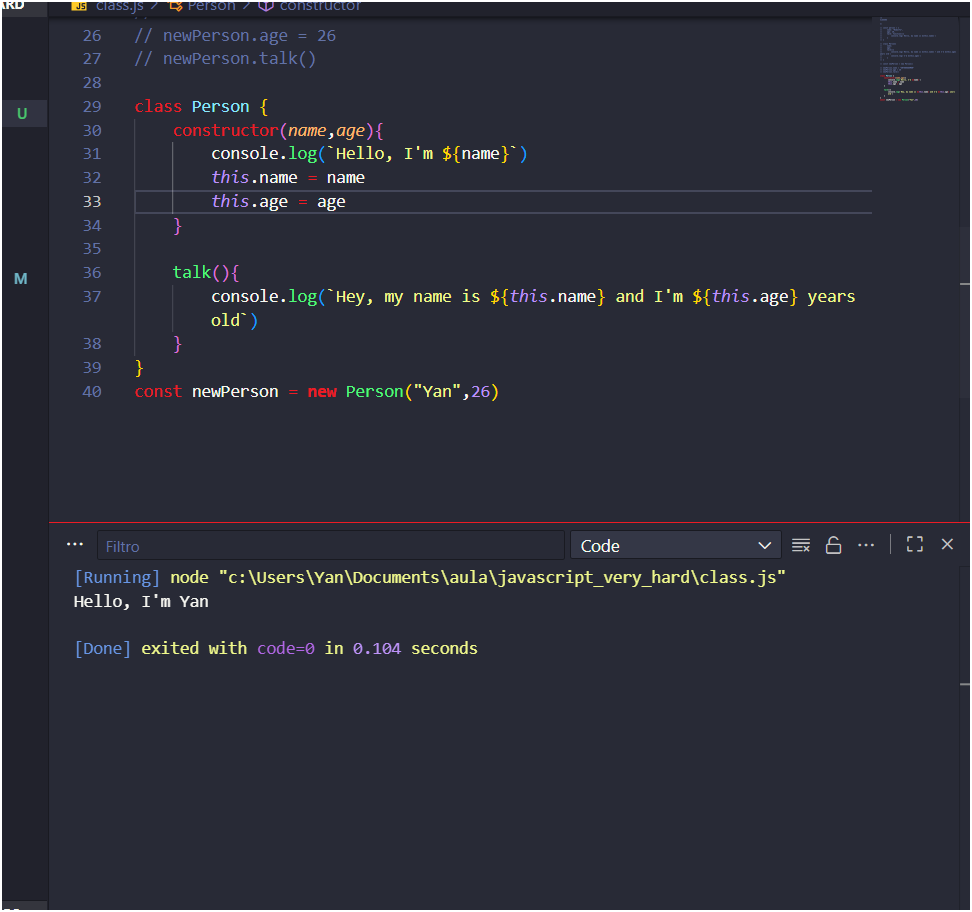 class.js > Person > constructor
26 // newPerson.age = 26
27 // newPerson.talk()
28
29 class Person {
30 constructor(name,age){
31 console.log(`Hello, I'm ${name}`)
32 this.name = name
33 this.age = age
34 }
35
36 talk(){
37 console.log(`Hey, my name is ${this.name} and I'm ${this.age} years
old`)
38 }
39 }
40 const newPerson = new Person("Yan",26)
U
M
Filtro
Code
[Running] node "c:\Users\Yan\Documents\aula\javascript_very_hard\class.js"
Hello, I'm Yan
[Done] exited with code=0 in 0.104 seconds